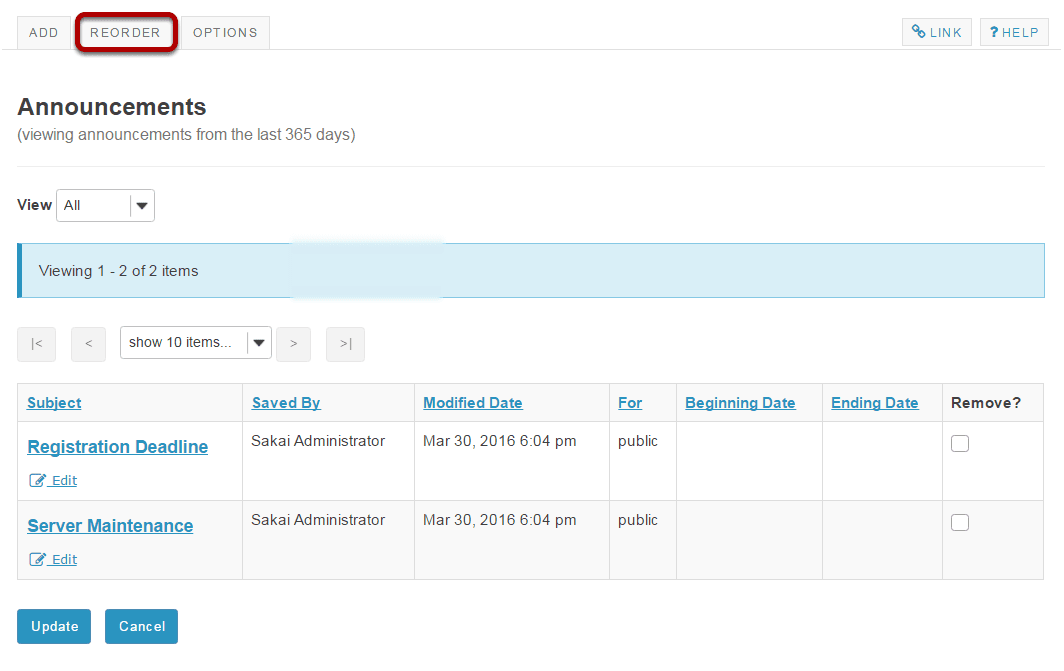 ADD REORDER OPTIONS LINK ? HELP
Announcements
(viewing announcements from the last 365 days)
View All
Viewing 1 - 2 of 2 items
|< < show 10 items... > >|
Subject Saved By Modified Date For Beginning Date Ending Date Remove?
Registration Deadline Sakai Administrator Mar 30, 2016 6:04 pm public
Edit
Server Maintenance Sakai Administrator Mar 30, 2016 6:04 pm public
Edit
Update Cancel